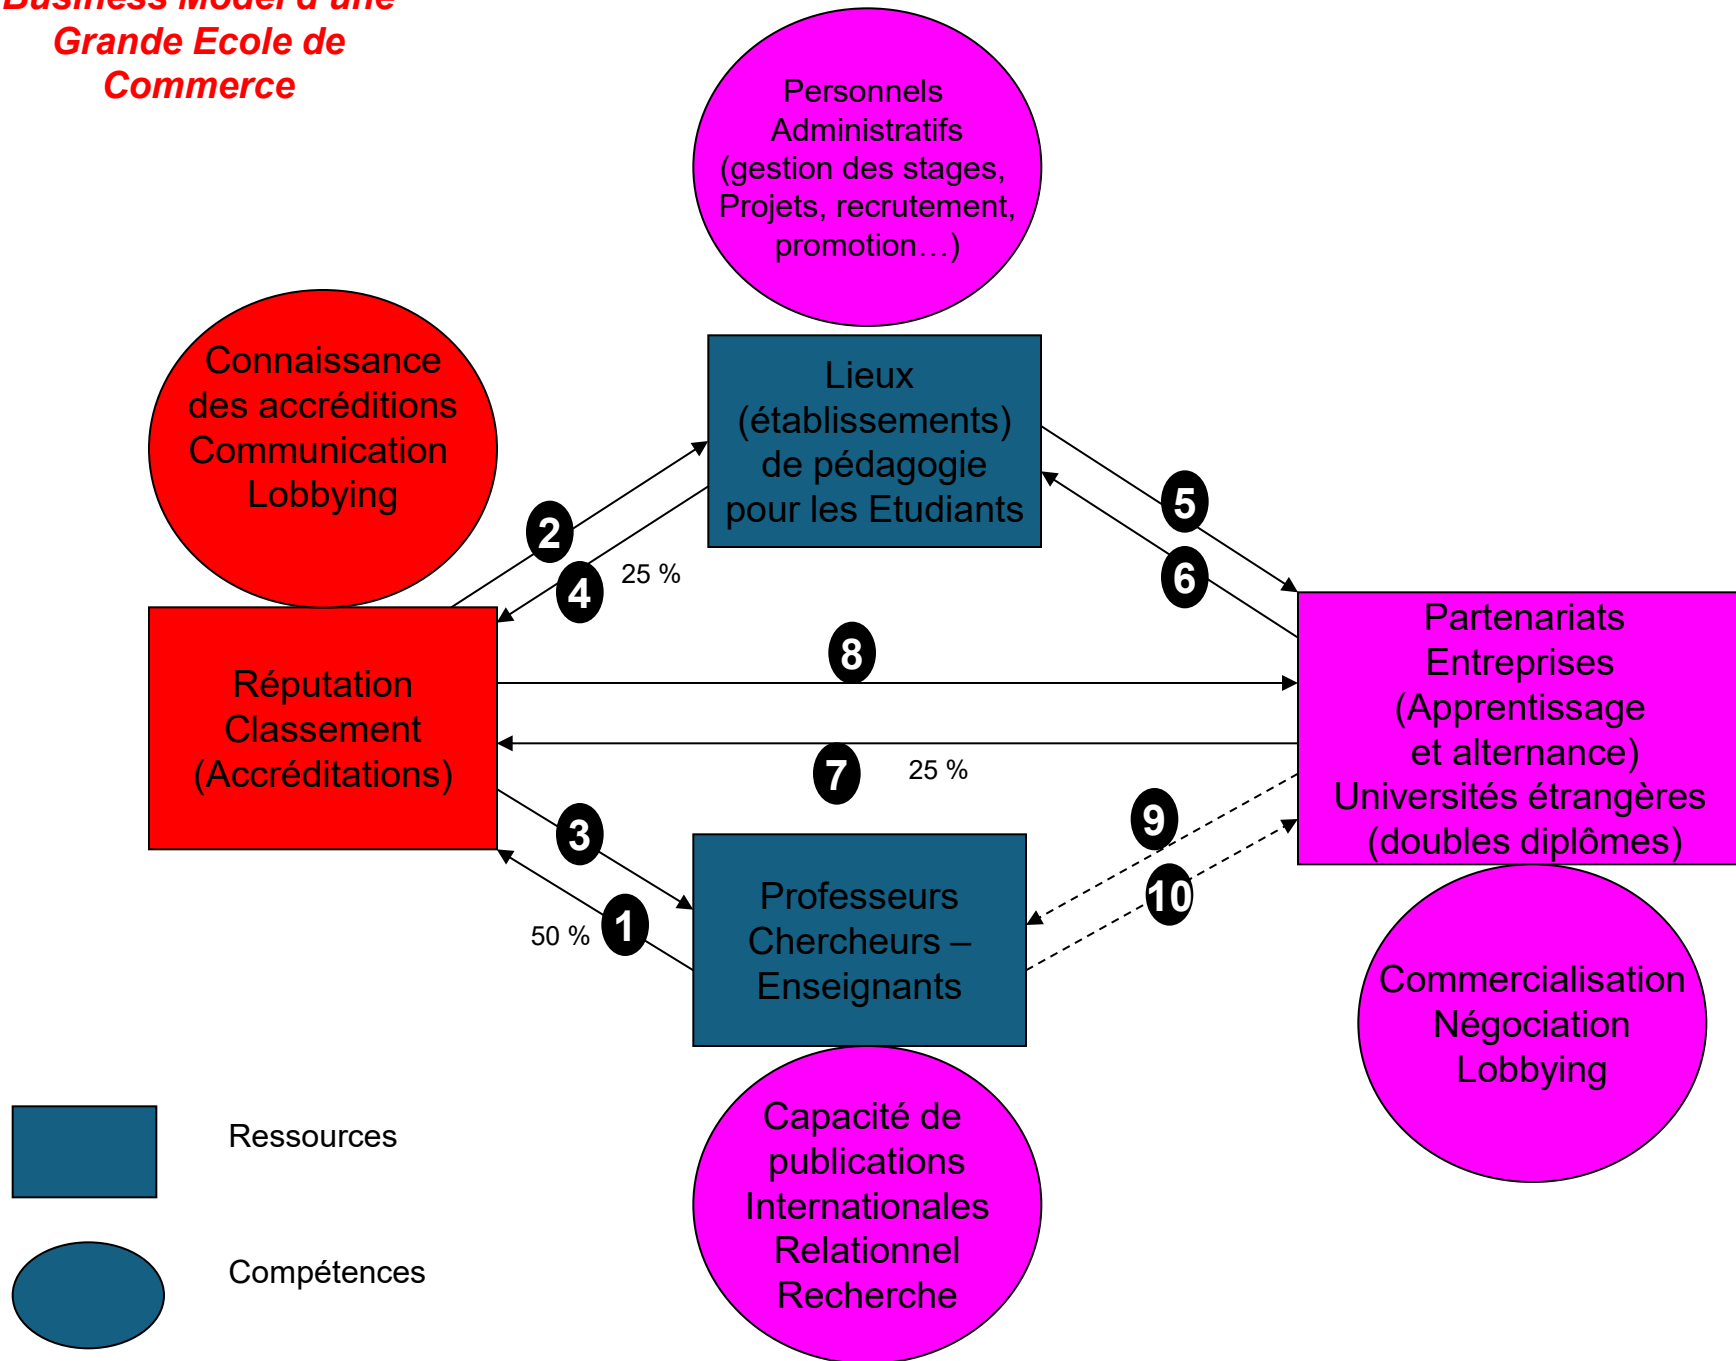 Business Model d'une
Grande Ecole de
Commerce
Personnels
Administratifs
(gestion des stages,
Projets, recrutement,
promotion…)
Connaissance
des accréditions
Communication
Lobbying
Lieux
(établissements)
de pédagogie
pour les Etudiants
2
4
25 %
5
6
8
7
25 %
Réputation
Classement
(Accréditations)
Partenariats
Entreprises
(Apprentissage
et alternance)
Universités étrangères
(doubles diplômes)
3
1
50 %
9
10
Professeurs
Chercheurs –
Enseignants
Commercialisation
Négociation
Lobbying
Capacité de
publications
Internationales
Relationnel
Recherche
Ressources
Compétences